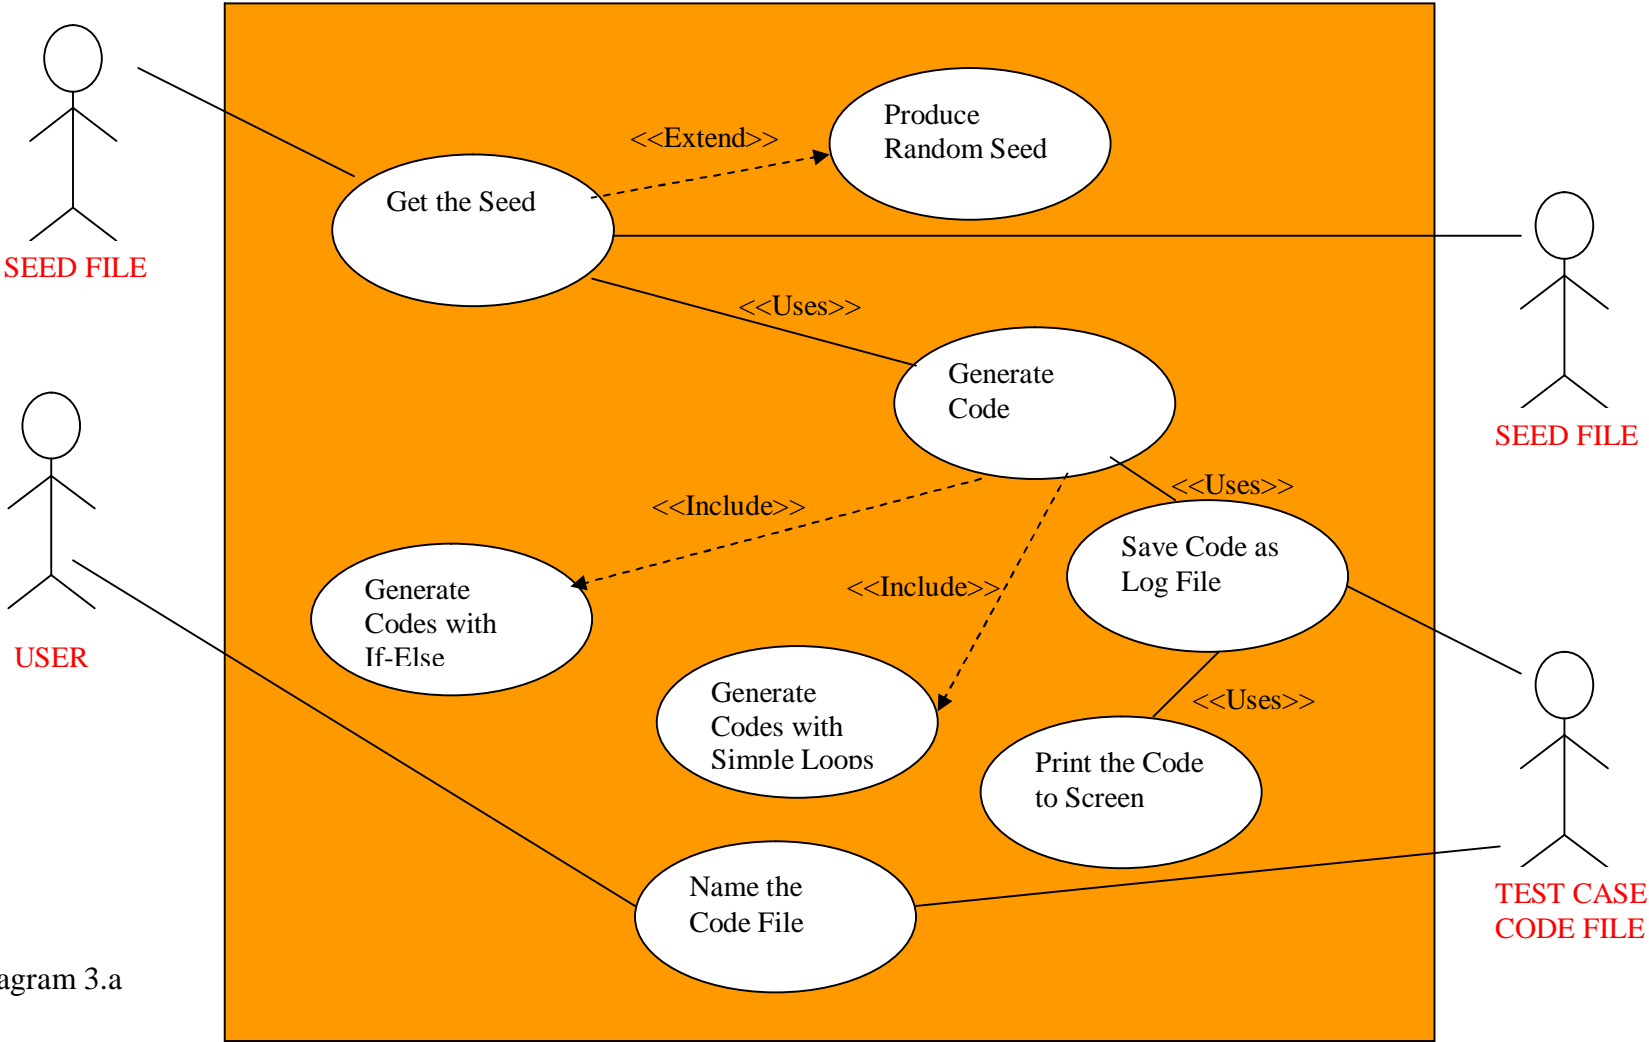 Produce
Random Seed
<<Extend>>
Get the Seed
SEED FILE
<<Uses>>
Generate
Code
SEED FILE
<<Include>>
<<Uses>>
Save Code as
Log File
Generate
Codes with
If-Else
<<Include>>
USER
Generate
Codes with
Simple Loops
<<Uses>>
Print the Code
to Screen
Name the
Code File
TEST CASE
CODE FILE
agram 3.a